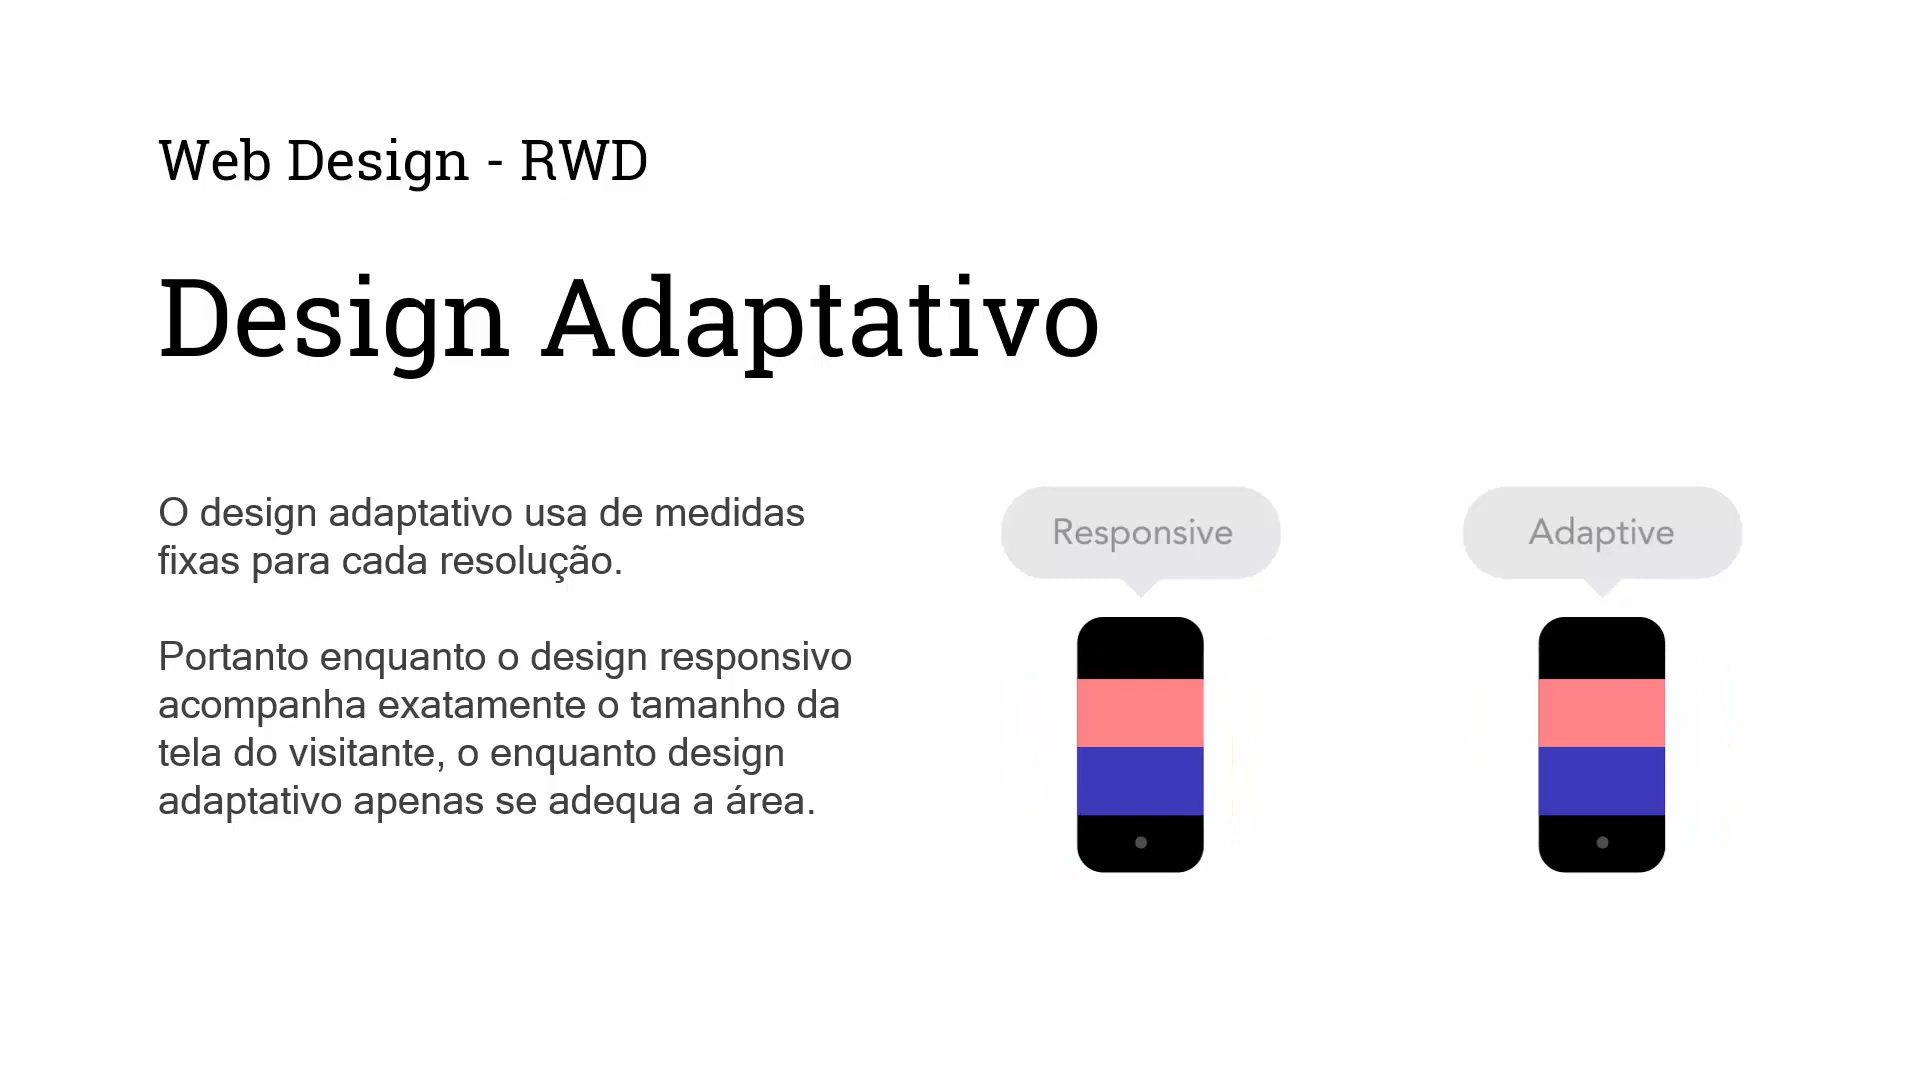 Web Design - RWD
Design Adaptativo
O design adaptativo usa de medidas
fixas para cada resolução.
Portanto enquanto o design responsivo
acompanha exatamente o tamanho da
tela do visitante, o enquanto design
adaptativo apenas se adequa a área.
Responsive
Adaptive